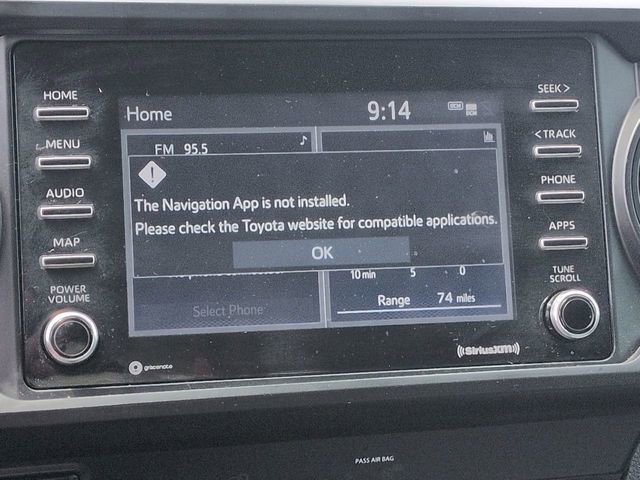 HOME
MENU
AUDIO
MAP
POWER
VOLUME
Home 9:14 DCM
FM 95.5
The Navigation App is not installed.
Please check the Toyota website for compatible applications.
OK
10 min 5 0
Select Phone
Range 74 miles
gracenote
((SiriusXM))
SEEK >
< TRACK
PHONE
APPS
TUNE
SCROLL
PASS AIR BAG